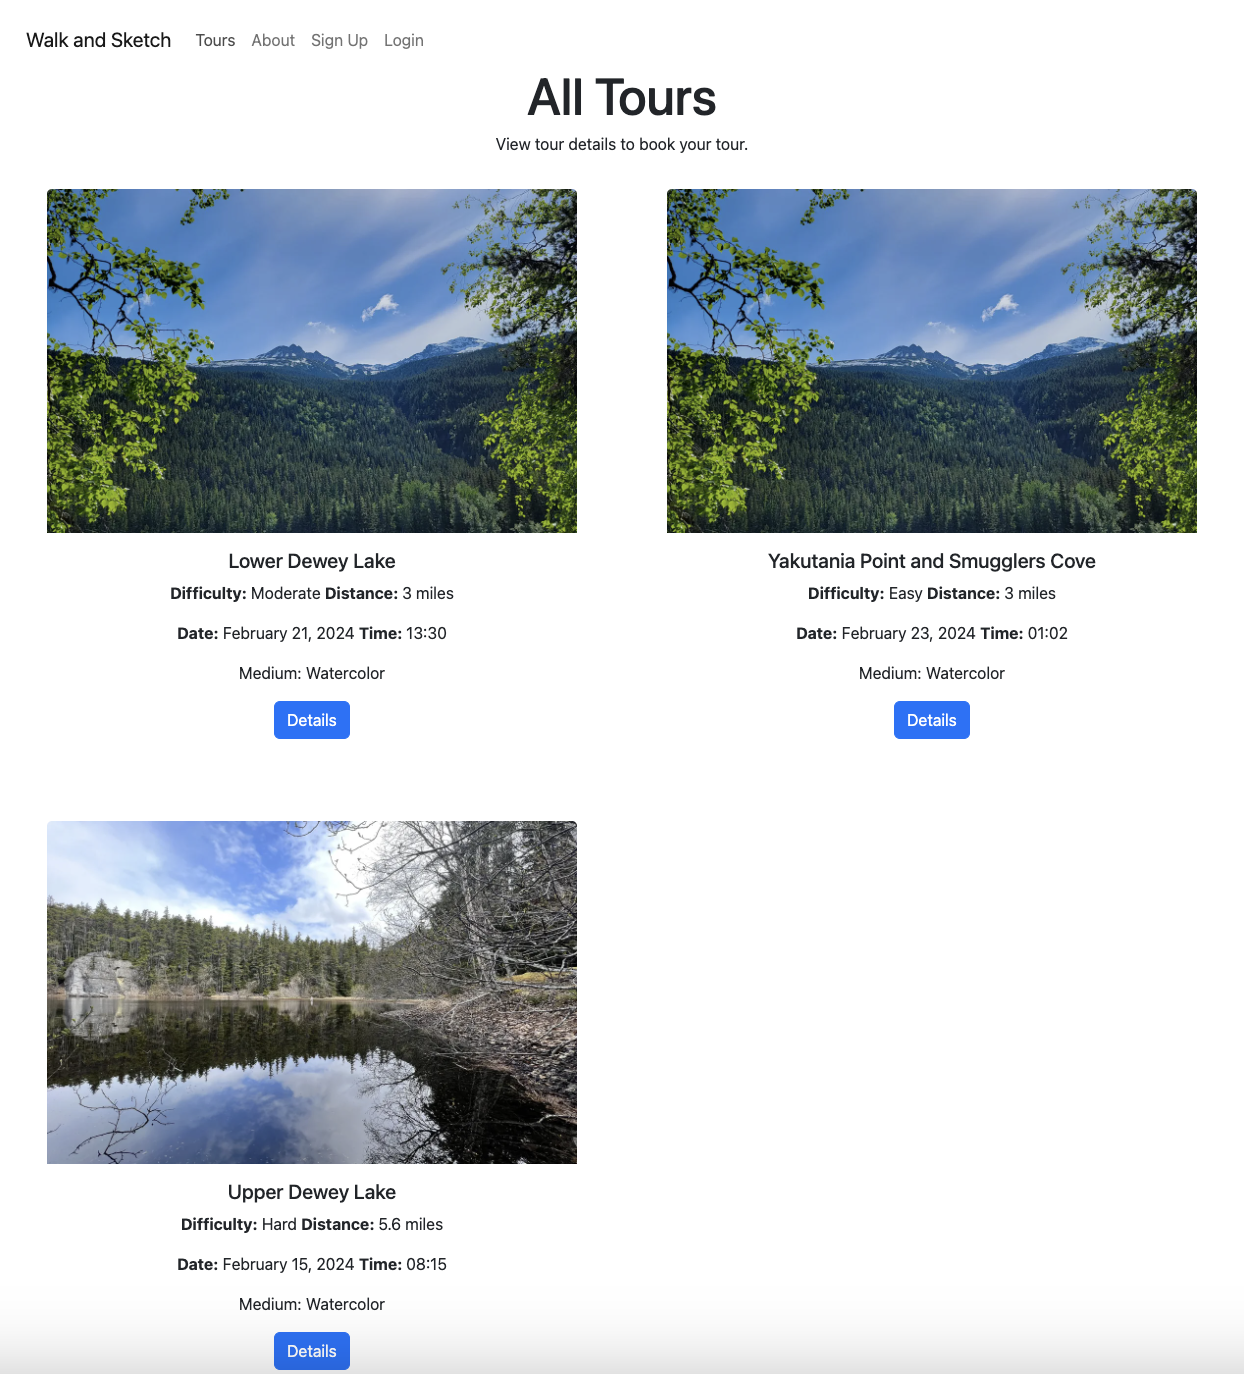 Walk and Sketch Tours About Sign Up Login
All Tours
View tour details to book your tour.
Lower Dewey Lake
Difficulty: Moderate Distance: 3 miles
Date: February 21, 2024 Time: 13:30
Medium: Watercolor
Details
Yakutania Point and Smugglers Cove
Difficulty: Easy Distance: 3 miles
Date: February 23, 2024 Time: 01:02
Medium: Watercolor
Details
Upper Dewey Lake
Difficulty: Hard Distance: 5.6 miles
Date: February 15, 2024 Time: 08:15
Medium: Watercolor
Details